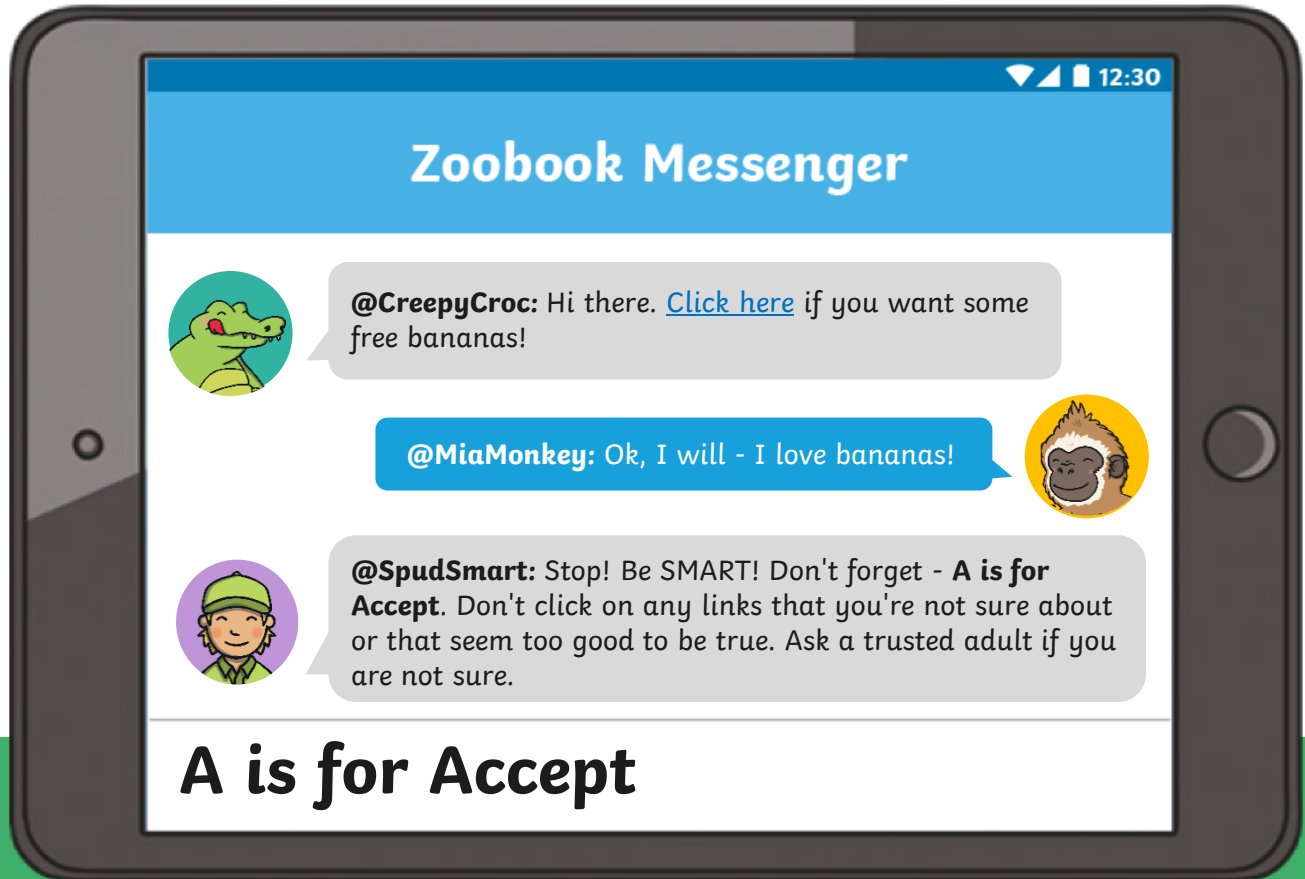 12:30
Zoobook Messenger
@CreepyCroc: Hi there. Click here if you want some
free bananas!
@MiaMonkey: Ok, I will - I love bananas!
@SpudSmart: Stop! Be SMART! Don't forget - A is for
Accept. Don't click on any links that you're not sure about
or that seem too good to be true. Ask a trusted adult if you
are not sure.
A is for Accept